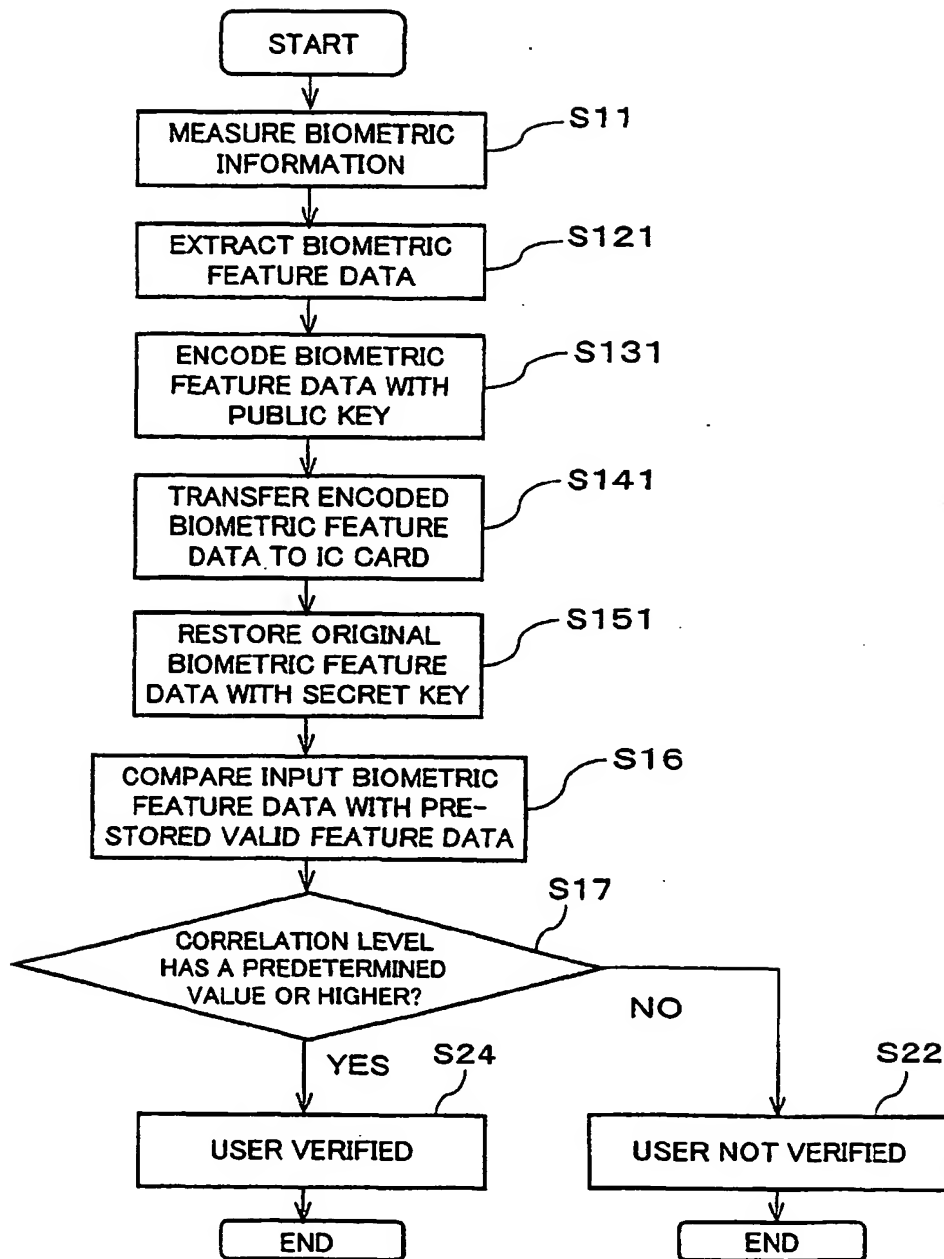 START
S11
MEASURE BIOMETRIC
INFORMATION
S121
EXTRACT BIOMETRIC
FEATURE DATA
S131
ENCODE BIOMETRIC
FEATURE DATA WITH
PUBLIC KEY
S141
TRANSFER ENCODED
BIOMETRIC FEATURE
DATA TO IC CARD
S151
RESTORE ORIGINAL
BIOMETRIC FEATURE
DATA WITH SECRET KEY
S16
COMPARE INPUT BIOMETRIC
FEATURE DATA WITH PRE-
STORED VALID FEATURE DATA
S17
CORRELATION LEVEL
HAS A PREDETERMINED
VALUE OR HIGHER?
NO
YES
S24
S22
USER VERIFIED
USER NOT VERIFIED
END
END